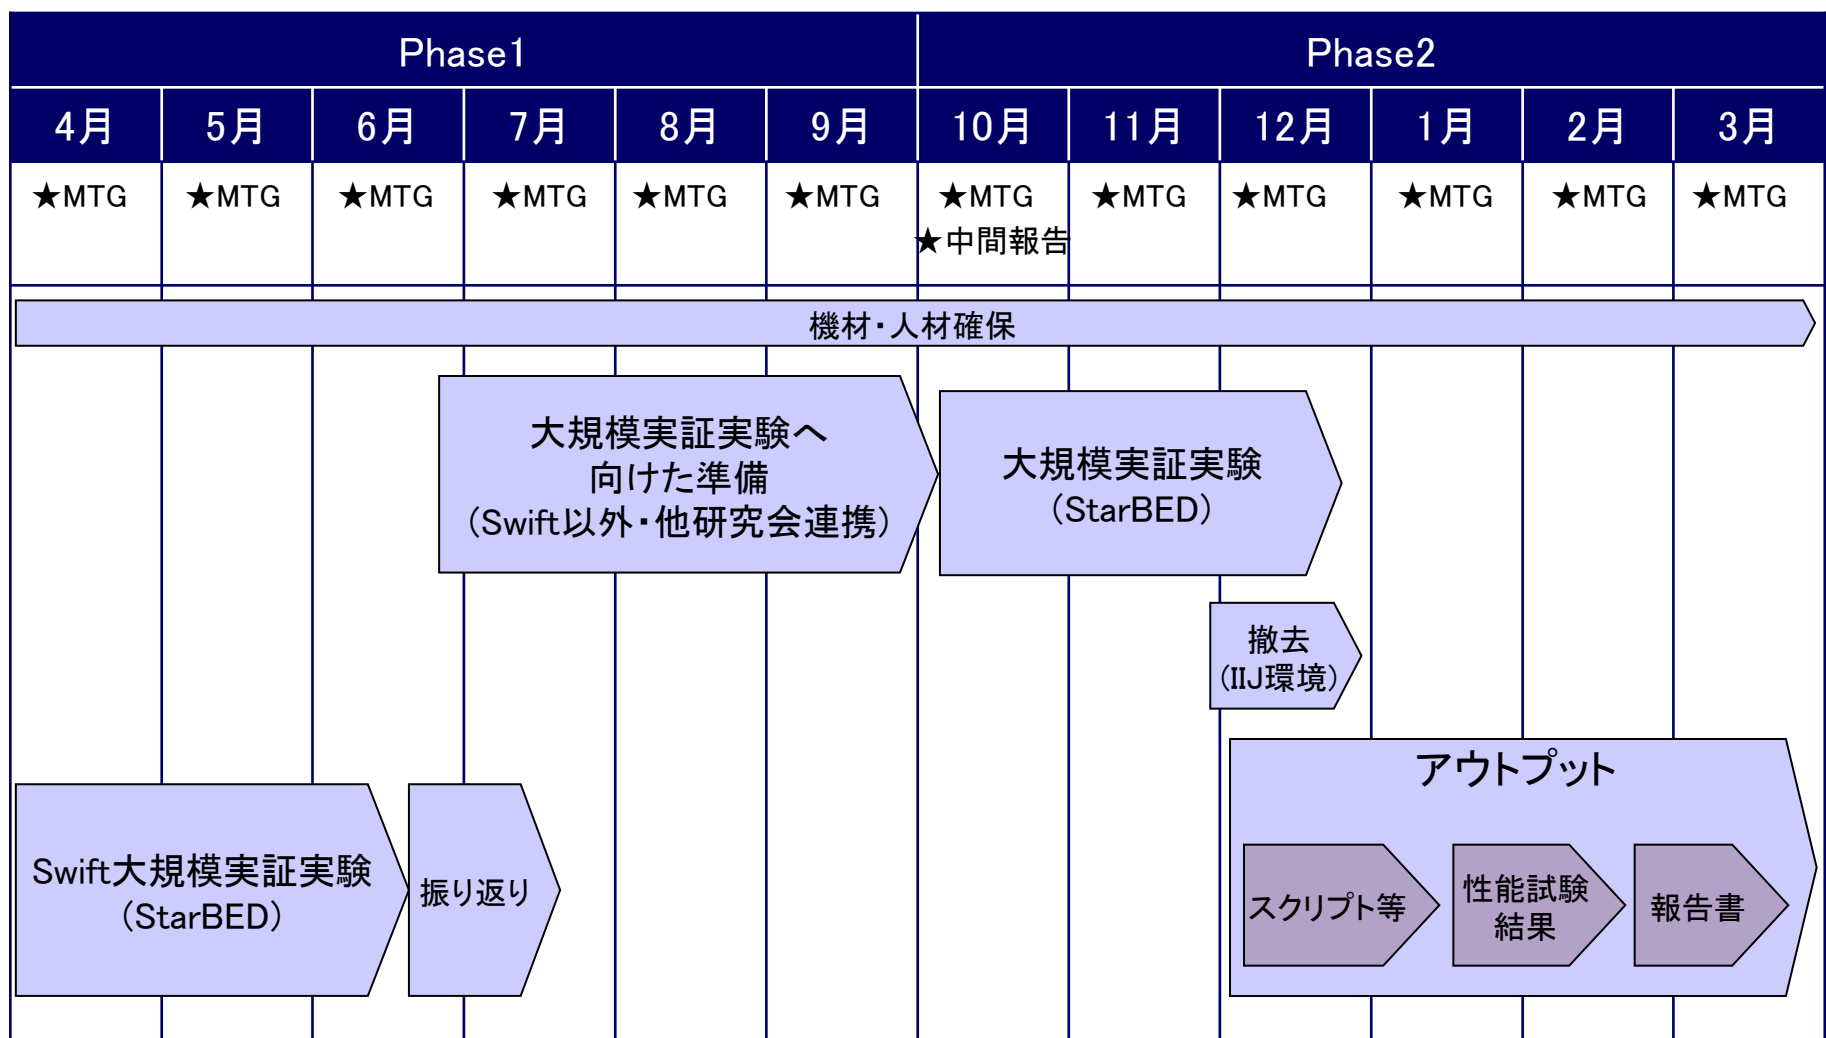 Phase1
Phase2
4月
5月
6月
7月
8月
9月
10月
11月
12月
1月
2月
3月
★MTG
★MTG
★MTG
★MTG
★MTG
★MTG
★MTG
★MTG
★MTG
★MTG
★MTG
★MTG
★中間報告
機材・人材確保
大規模実証実験へ
向けた準備
（Swift以外・他研究会連携）
大規模実証実験
（StarBED）
撤去
（IIJ環境）
アウトプット
Swift大規模実証実験
（StarBED）
振り返り
スクリプト等
性能試験
結果
報告書